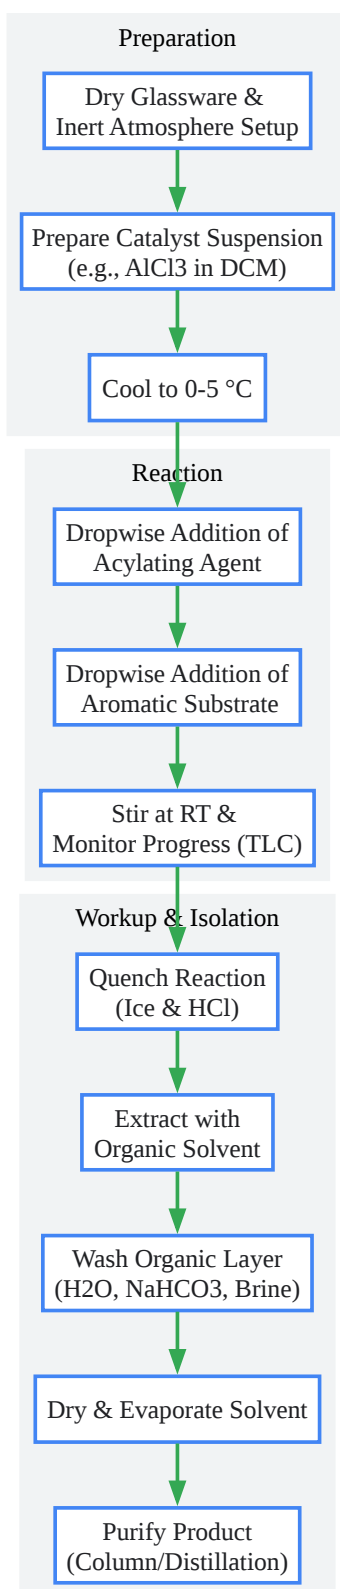 Preparation
Dry Glassware &
Inert Atmosphere Setup
Prepare Catalyst Suspension
(e.g., AlCl3 in DCM)
Cool to 0-5 °C
Reaction
Dropwise Addition of
Acylating Agent
Dropwise Addition of
Aromatic Substrate
Stir at RT &
Monitor Progress (TLC)
Workup & Isolation
Quench Reaction
(Ice & HCl)
Extract with
Organic Solvent
Wash Organic Layer
(H2O, NaHCO3, Brine)
Dry & Evaporate Solvent
Purify Product
(Column/Distillation)